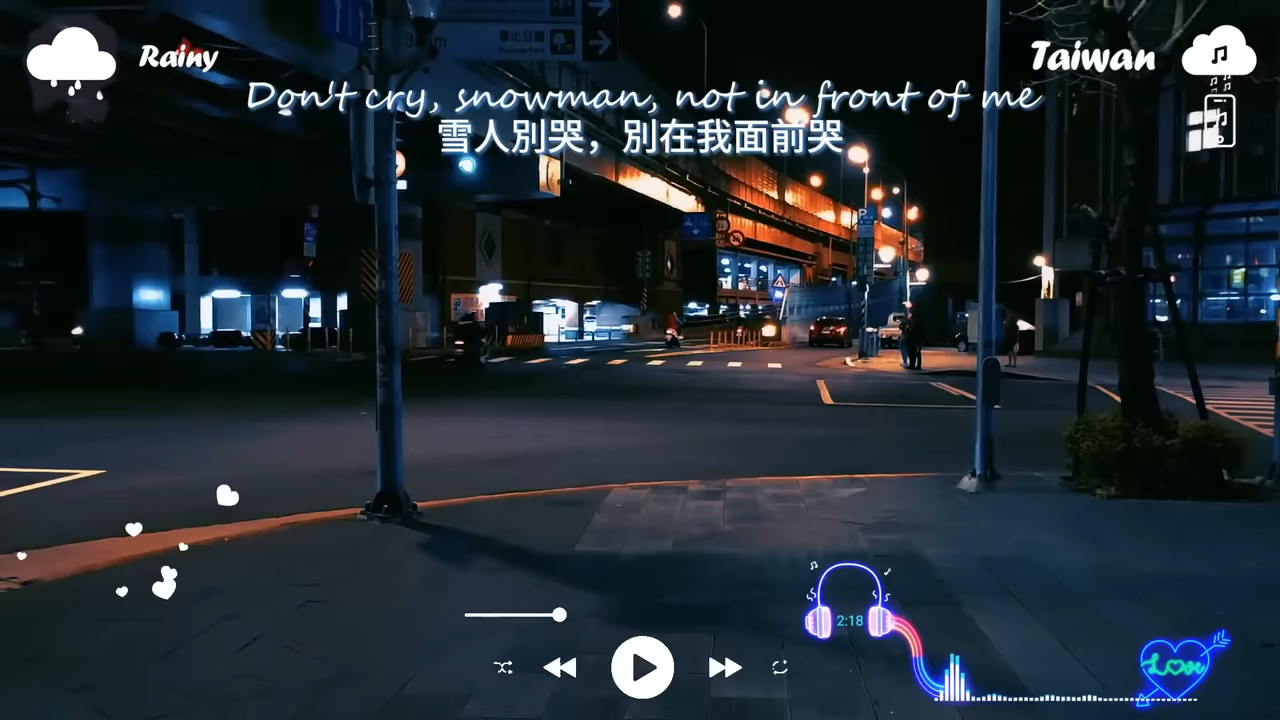 Rainy
Taiwan
Don't cry, snowman, not in front of me
雪人別哭，別在我面前哭
P
2:18
Love